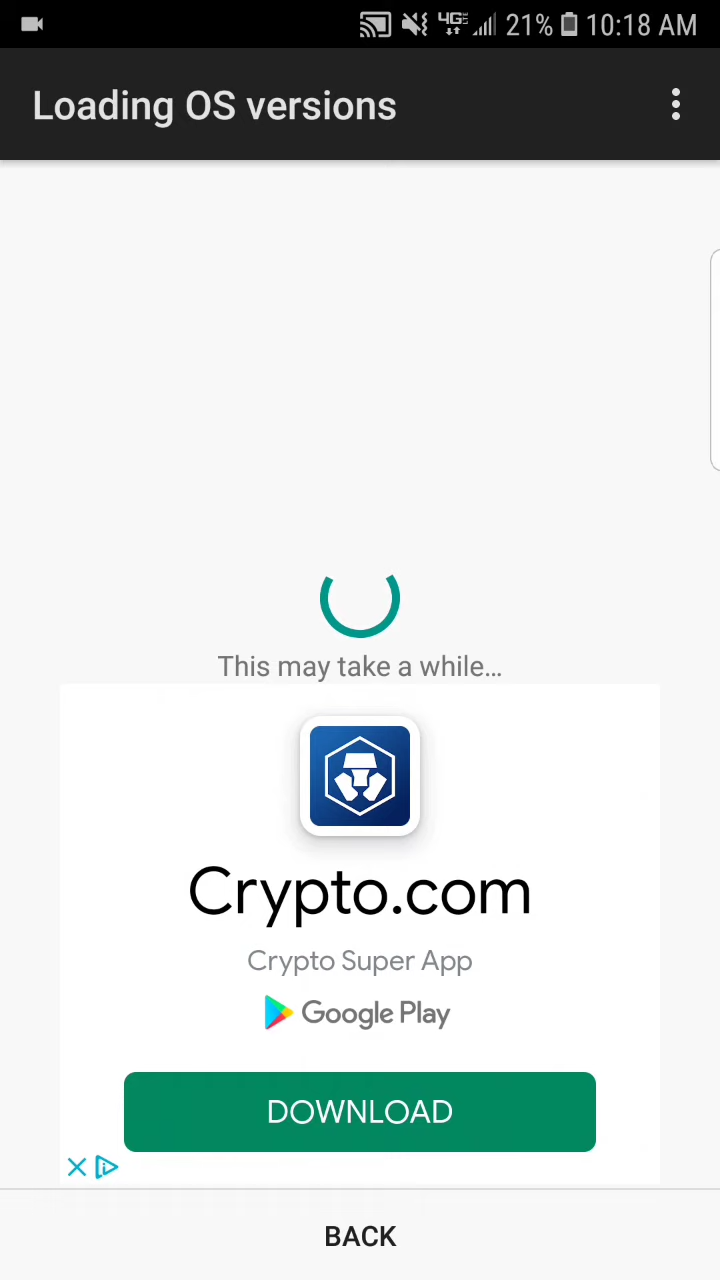 4G 21% 10:18 AM
Loading OS versions
This may take a while...
Crypto.com
Crypto Super App
Google Play
DOWNLOAD
BACK